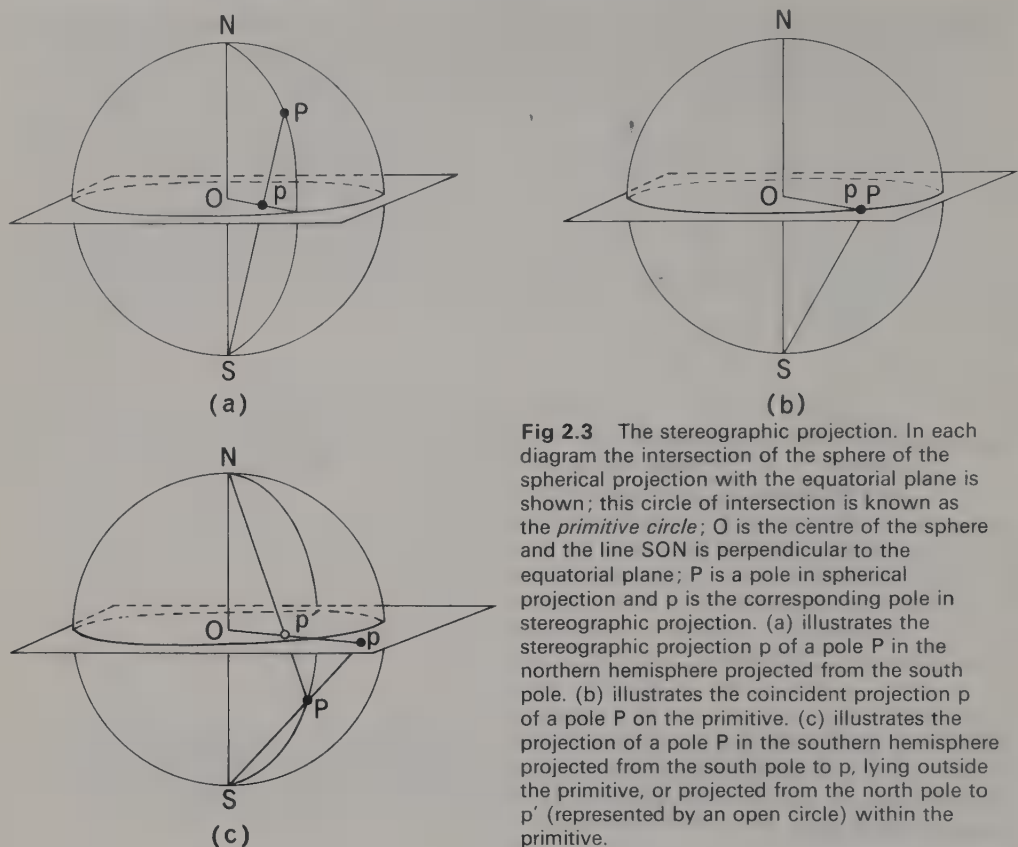 N
P
O
p
S
(a)
N
O
p
P
S
(b)
N
O
p'
p
P
S
(c)
Fig 2.3 The stereographic projection. In each
diagram the intersection of the sphere of the
spherical projection with the equatorial plane is
shown; this circle of intersection is known as
the primitive circle; O is the centre of the sphere
and the line SON is perpendicular to the
equatorial plane; P is a pole in spherical
projection and p is the corresponding pole in
stereographic projection. (a) illustrates the
stereographic projection p of a pole P in the
northern hemisphere projected from the south
pole. (b) illustrates the coincident projection p
of a pole P on the primitive. (c) illustrates the
projection of a pole P in the southern hemisphere
projected from the south pole to p, lying outside
the primitive, or projected from the north pole to
p' (represented by an open circle) within the
primitive.